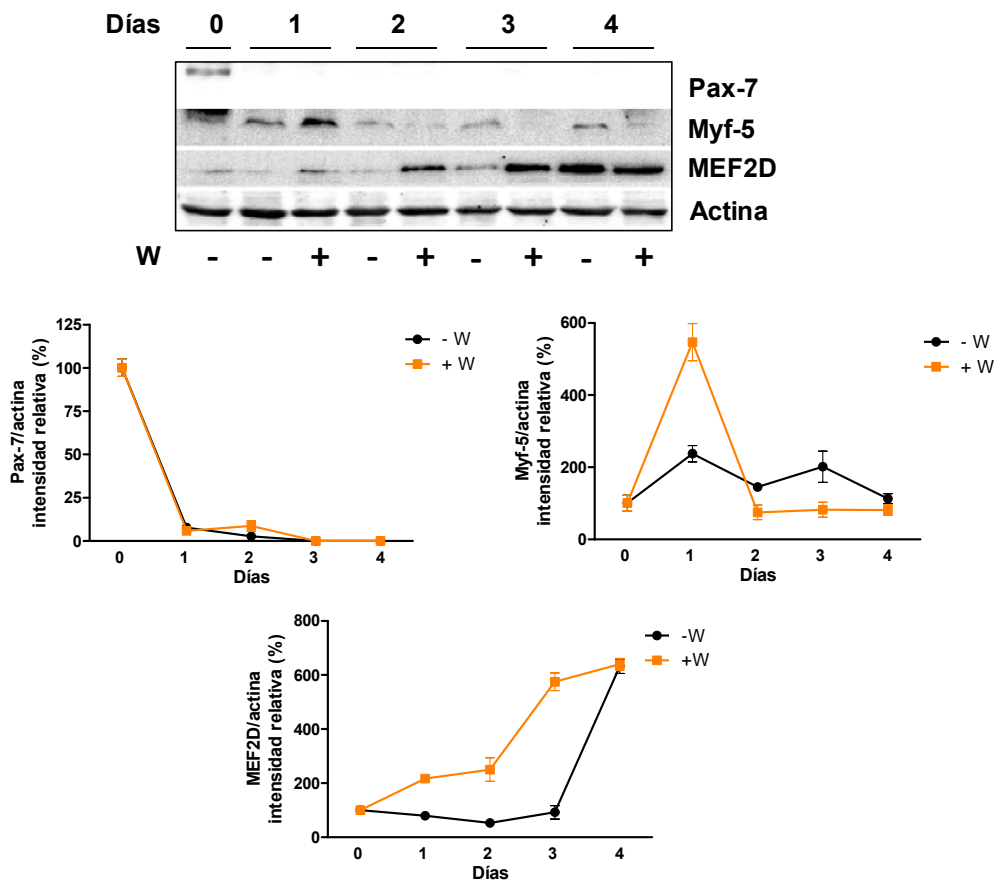 Días 0 1 2 3 4
Pax-7
Myf-5
MEF2D
Actina
W - - + - + - + - +
Pax-7/actina
intensidad relativa (%)
125
100
75
50
25
0
0 1 2 3 4
Días
- W
+ W
Myf-5/actina
intensidad relativa (%)
600
400
200
0
0 1 2 3 4
Días
- W
+ W
MEF2D/actina
intensidad relativa (%)
800
600
400
200
0
0 1 2 3 4
Días
-W
+W